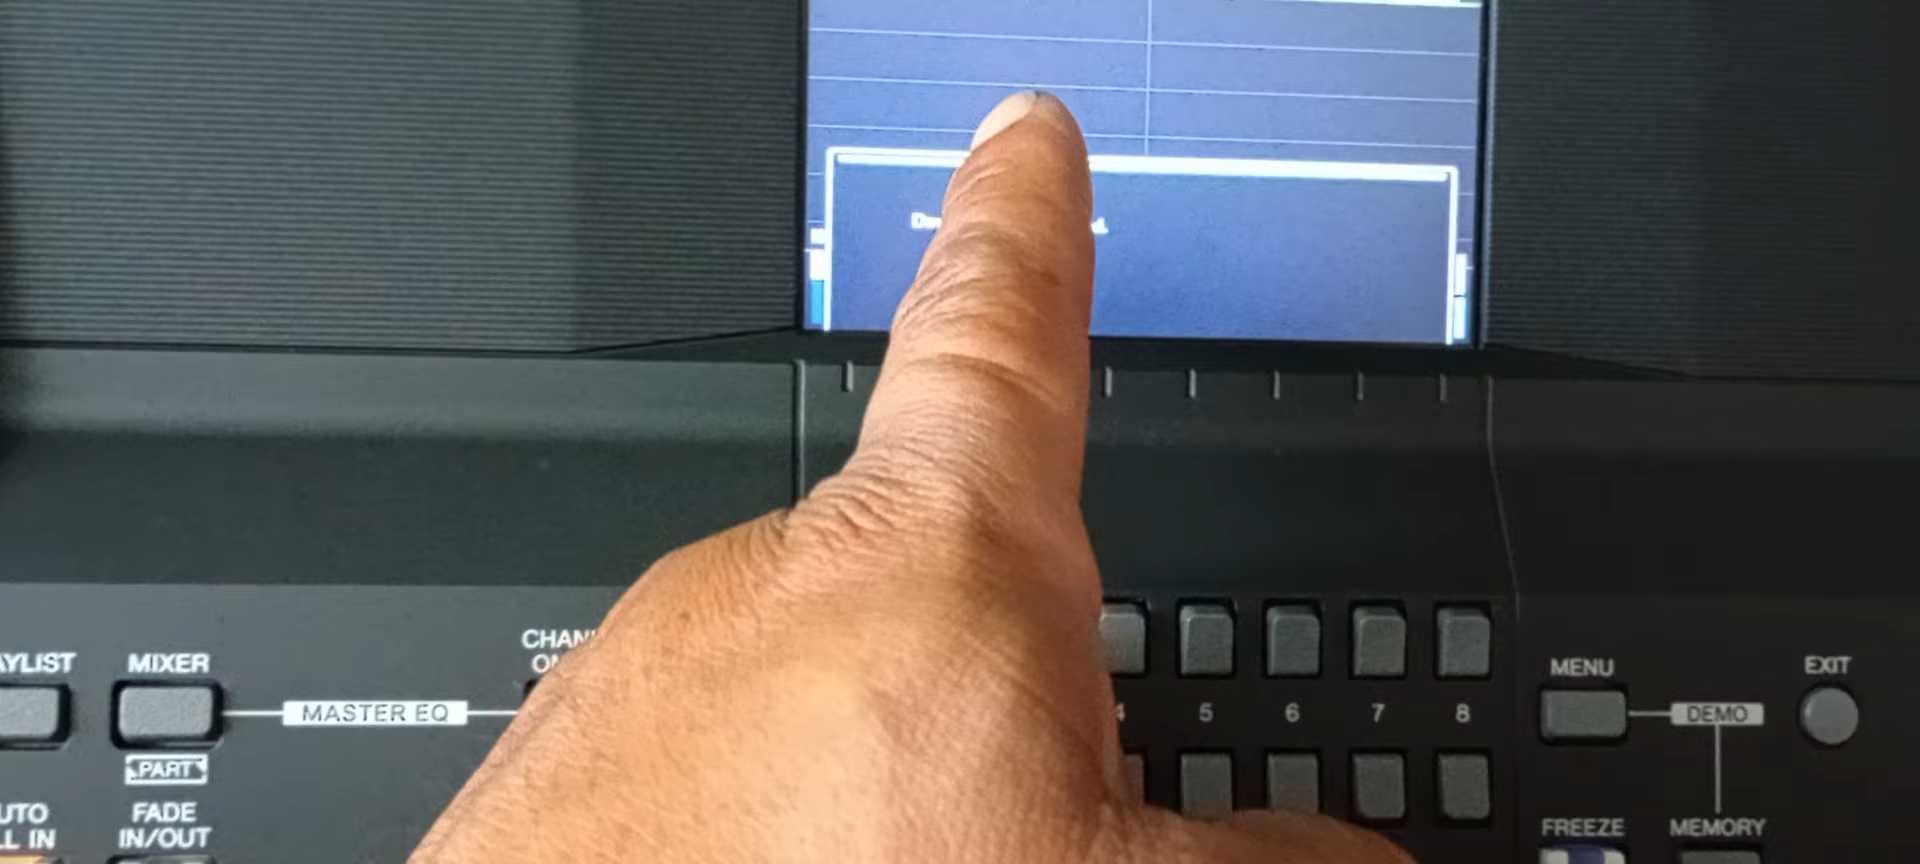 AYLIST
MIXER
MASTER EQ
PART
CHAN
ON
UTO
LL IN
FADE
IN/OUT
4
5
6
7
8
MENU
DEMO
EXIT
FREEZE
MEMORY